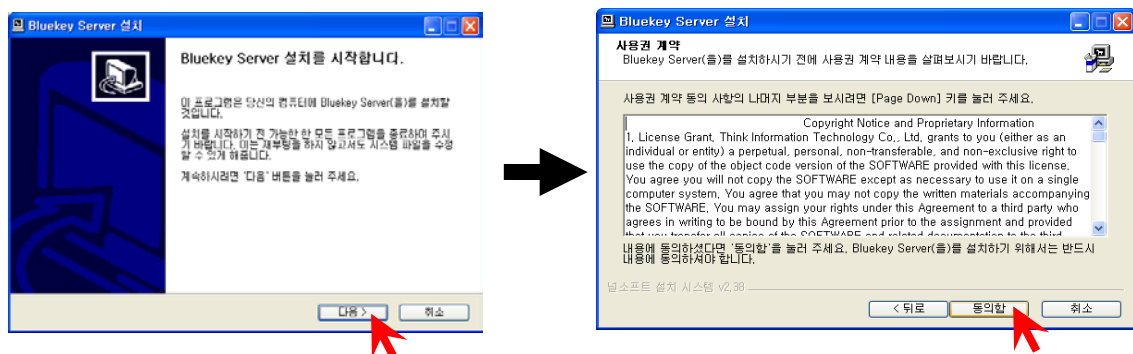 Bluekey Server 설치
Bluekey Server 설치를 시작합니다.
이 프로그램은 당신의 컴퓨터에 Bluekey Server(을)를 설치할
것입니다.
설치를 시작하기 전 가능한 한 모든 프로그램을 종료하여 주시
기 바랍니다. 이는 재부팅을 하지 않고서도 시스템 파일을 수정
할 수 있게 해줍니다.
계속하시려면 '다음' 버튼을 눌러 주세요.
다음 >
취소
Bluekey Server 설치
사용권 계약
Bluekey Server(을)를 설치하시기 전에 사용권 계약 내용을 살펴보시기 바랍니다.
사용권 계약 동의 사항의 나머지 부분을 보시려면 [Page Down] 키를 눌러 주세요.
Copyright Notice and Proprietary Information
1. License Grant. Think Information Technology Co., Ltd, grants to you (either as an
individual or entity) a perpetual, personal, non-transferable, and non-exclusive right to
use the copy of the object code version of the SOFTWARE provided with this license.
You agree you will not copy the SOFTWARE except as necessary to use it on a single
computer system. You agree that you may not copy the written materials accompanying
the SOFTWARE. You may assign your rights under this Agreement to a third party who
agrees in writing to be bound by this Agreement prior to the assignment and provided
that you transfer all copies of the SOFTWARE and related documentation to the third
내용에 동의하셨다면 '동의함'을 눌러 주세요. Bluekey Server(을)를 설치하기 위해서는 반드시
내용에 동의하셔야 합니다.
널소프트 설치 시스템 v2.38
< 뒤로
동의함
취소